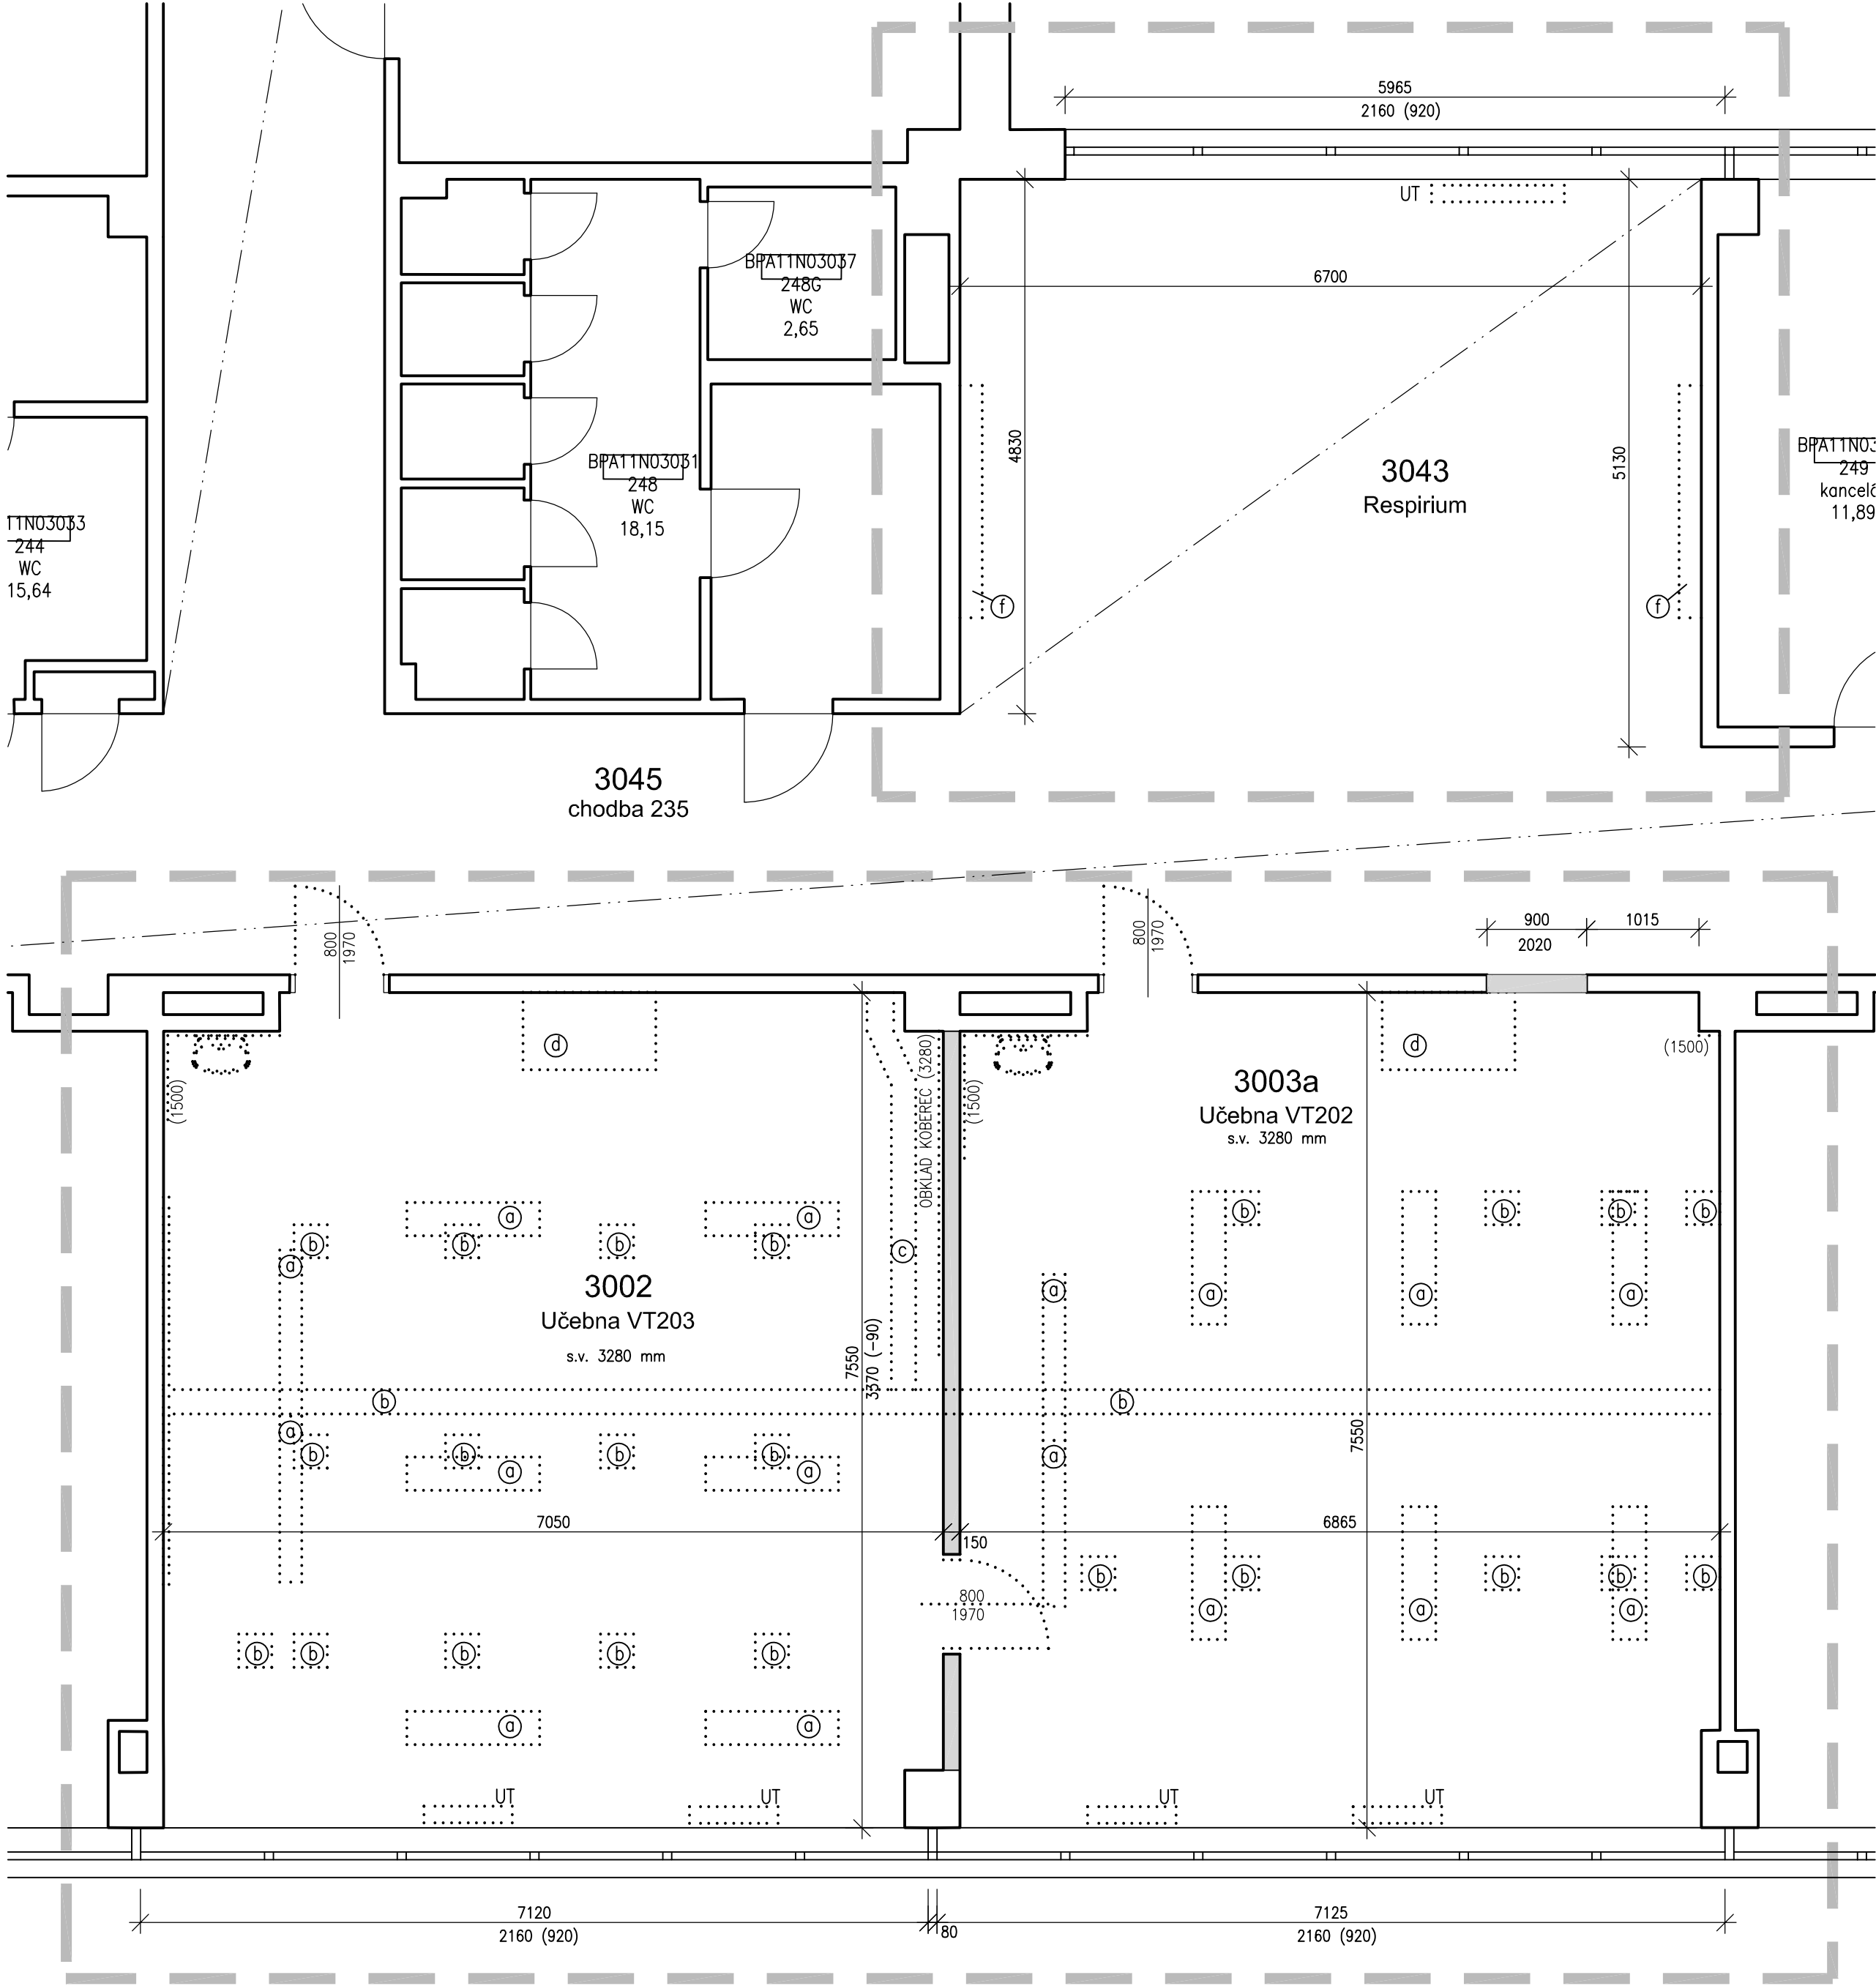 5965
2160 (920)
UT
BPA11N03037
248G
WC
2,65
6700
4830
5130
BPA11N03031
248
WC
18,15
3043
Respirium
BPA11N03
249
kancelá
11,89
11N03033
244
WC
15,64
f
f
3045
chodba 235
800
1970
800
1970
900
1015
2020
d
d
(1500)
(1500)
(1500)
OBKLAD KOBEREC (3280)
3003a
Učebna VT202
s.v. 3280 mm
a
a
b
b
b
b
b
b
b
b
a
c
3002
Učebna VT203
s.v. 3280 mm
a
a
a
a
7550
3370 (-90)
b
b
7550
a
a
b
b
b
b
a
a
7050
6865
150
800
1970
b
b
b
b
b
a
a
a
b
b
b
b
b
a
a
UT
UT
UT
UT
7120
2160 (920)
80
7125
2160 (920)